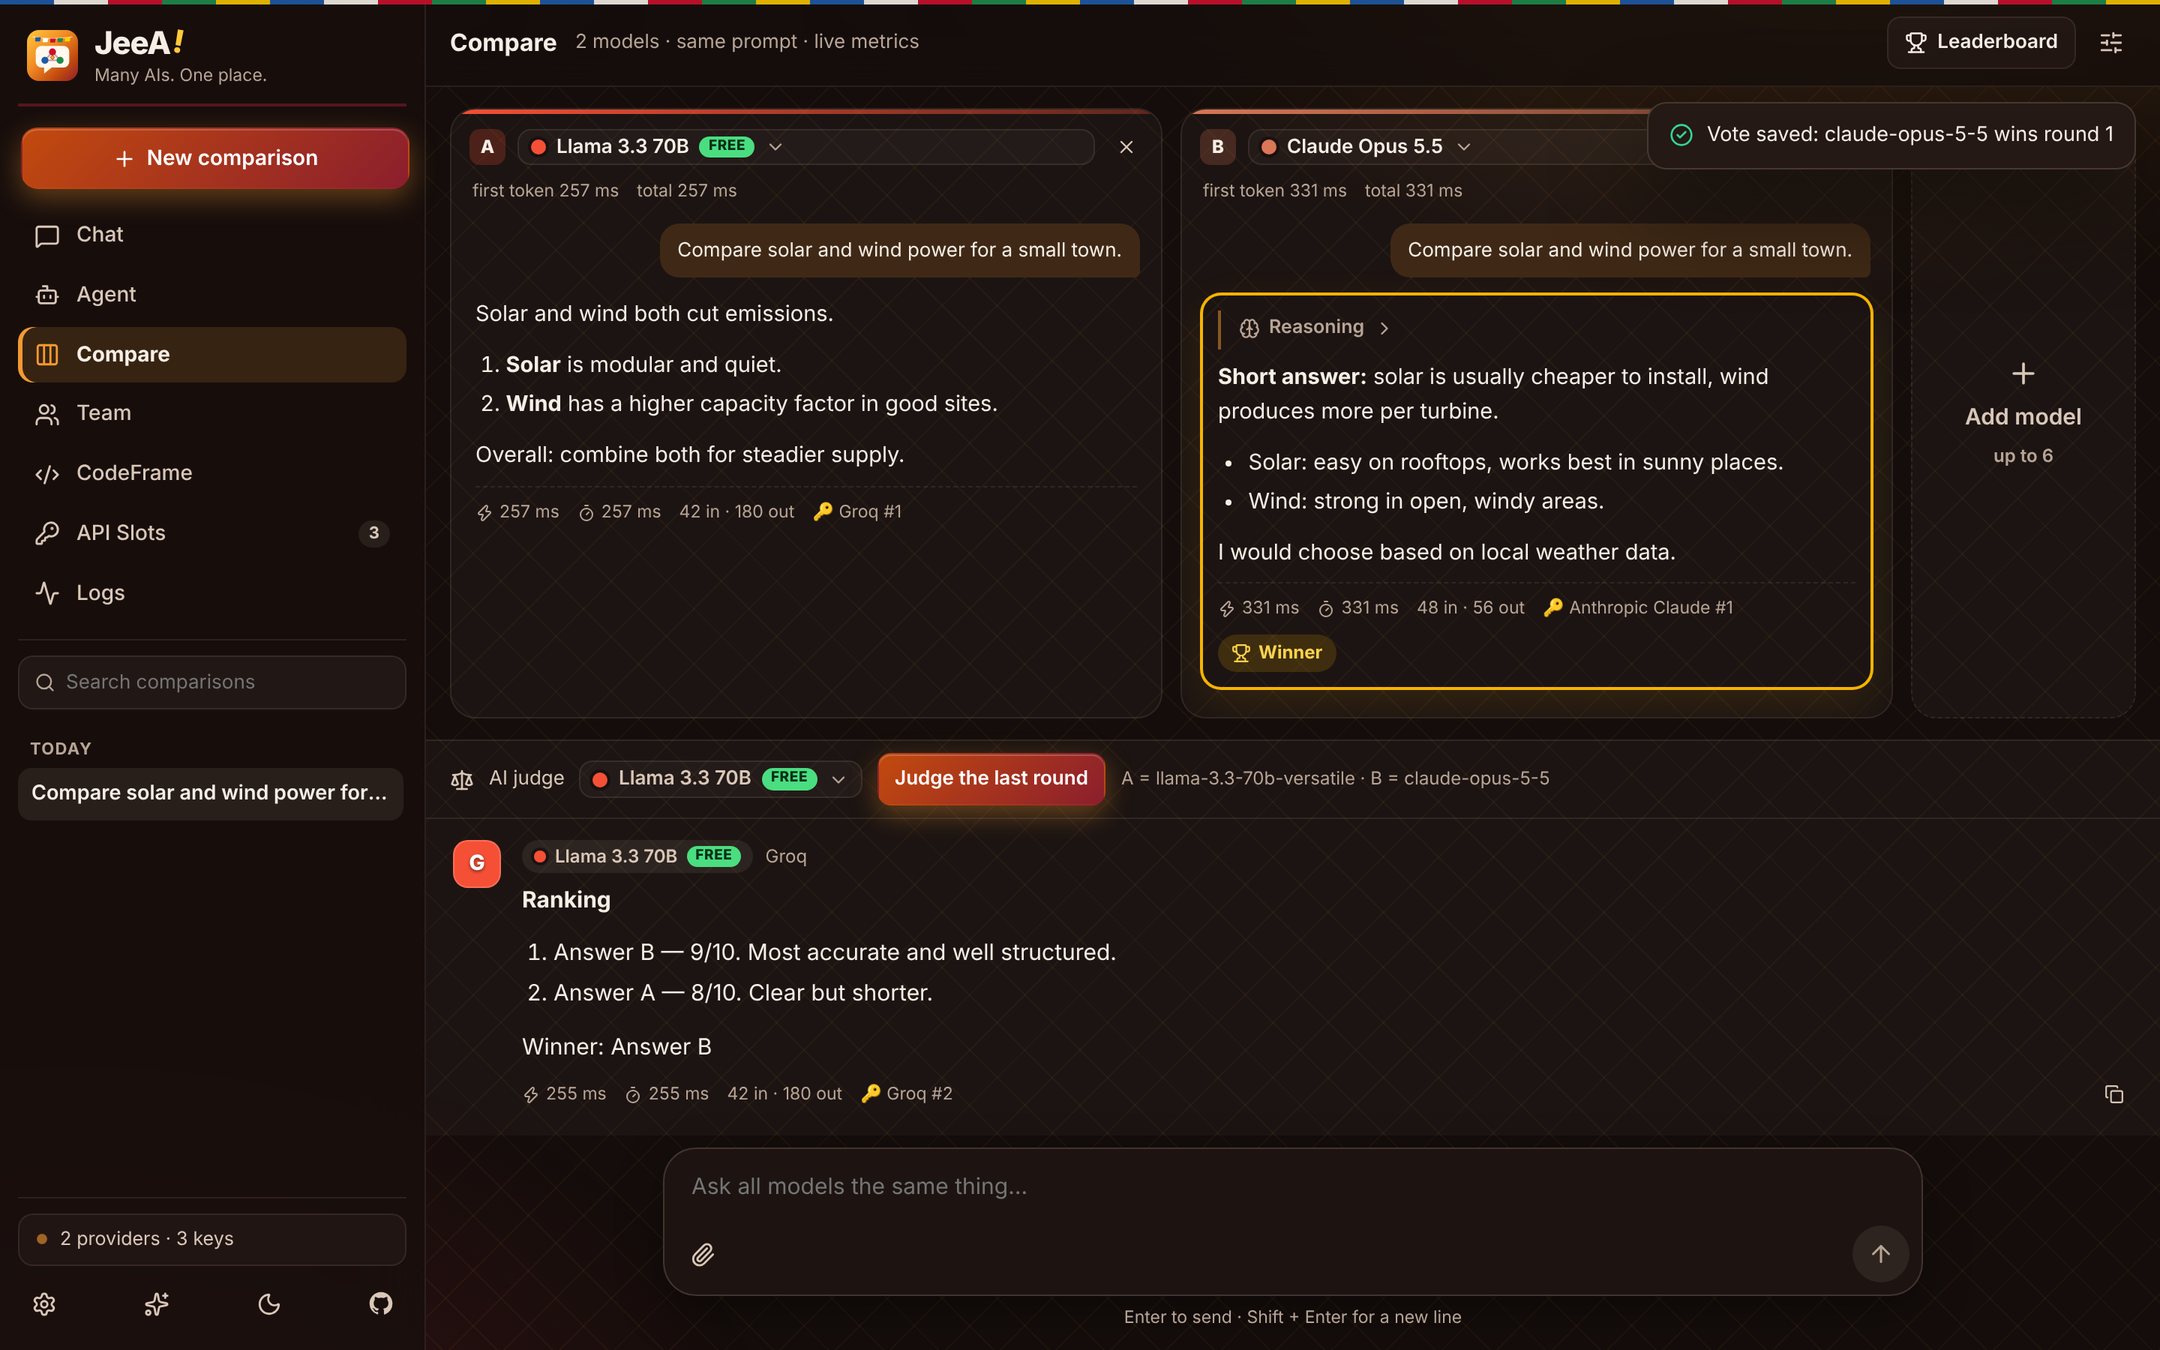 JeeA!
Many AIs. One place.
New comparison
Chat
Agent
Compare
Team
CodeFrame
API Slots
3
Logs
Search comparisons
TODAY
Compare solar and wind power for...
2 providers · 3 keys
Compare
2 models · same prompt · live metrics
Leaderboard
Vote saved: claude-opus-5-5 wins round 1
A
Llama 3.3 70B FREE
first token 257 ms total 257 ms
Compare solar and wind power for a small town.
Solar and wind both cut emissions.
1. Solar is modular and quiet.
2. Wind has a higher capacity factor in good sites.
Overall: combine both for steadier supply.
257 ms 257 ms 42 in · 180 out Groq #1
B
Claude Opus 5.5
first token 331 ms total 331 ms
Compare solar and wind power for a small town.
Reasoning
Short answer: solar is usually cheaper to install, wind
produces more per turbine.
• Solar: easy on rooftops, works best in sunny places.
• Wind: strong in open, windy areas.
I would choose based on local weather data.
331 ms 331 ms 48 in · 56 out Anthropic Claude #1
Winner
Add model
up to 6
AI judge
Llama 3.3 70B FREE
Judge the last round
A = llama-3.3-70b-versatile · B = claude-opus-5-5
G
Llama 3.3 70B FREE Groq
Ranking
1. Answer B — 9/10. Most accurate and well structured.
2. Answer A — 8/10. Clear but shorter.
Winner: Answer B
255 ms 255 ms 42 in · 180 out Groq #2
Ask all models the same thing...
Enter to send · Shift + Enter for a new line